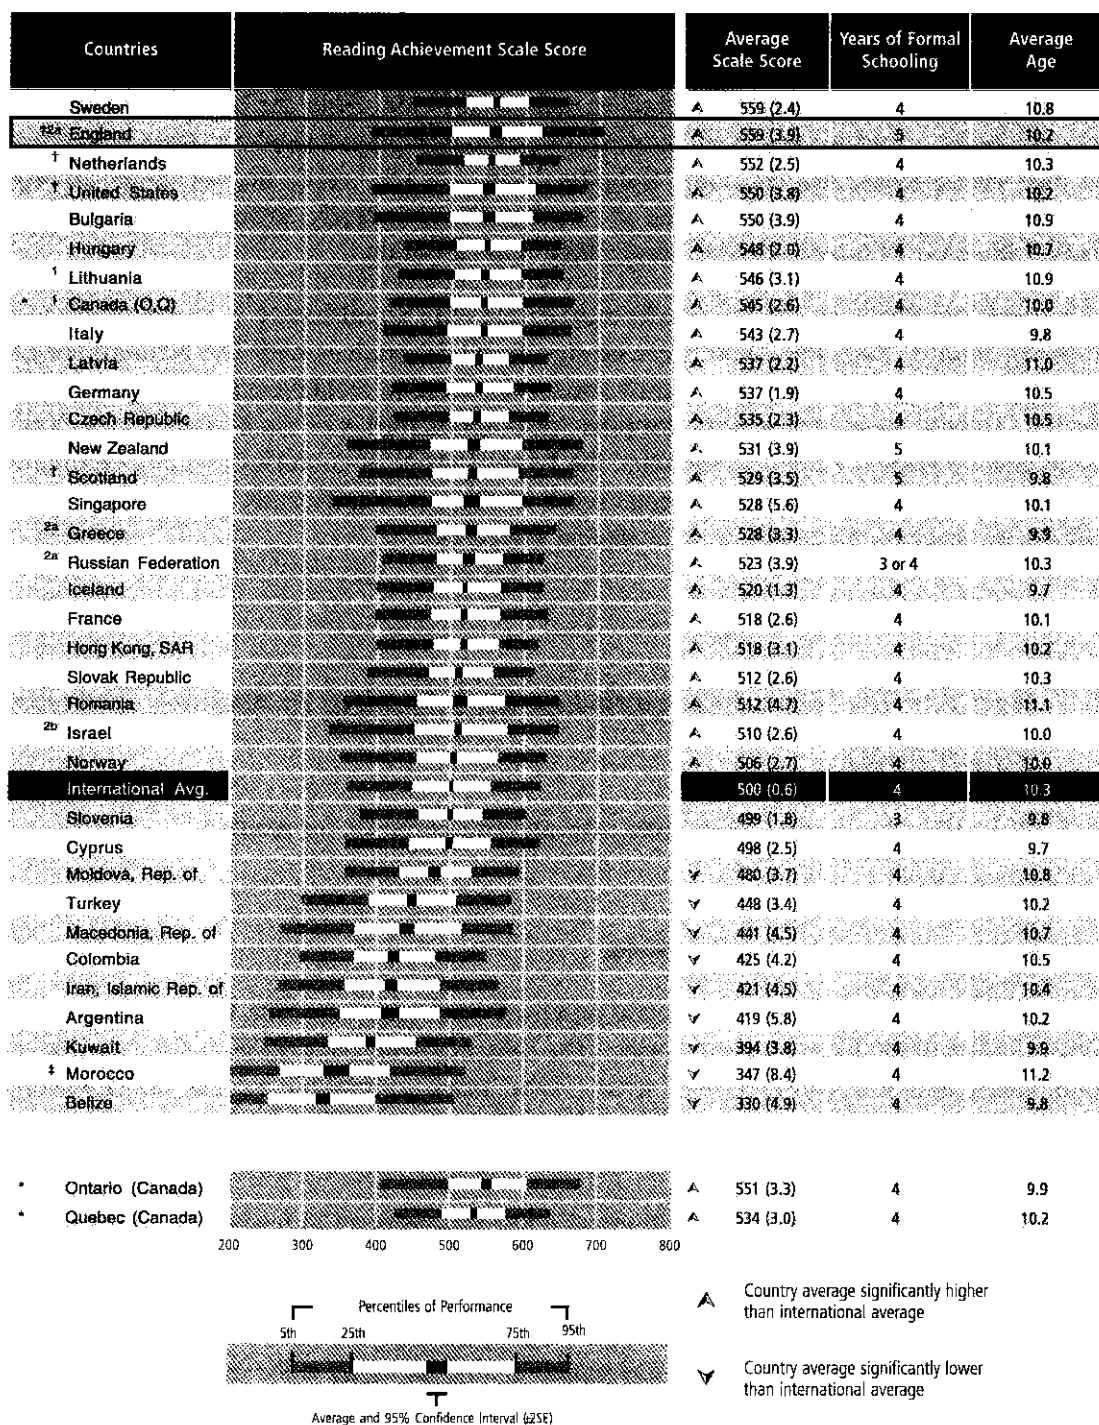 Countries Reading Achievement Scale Score Average Scale Score Years of Formal Schooling Average Age
Sweden 559 (2.4) 4 10.8
‡2a England 559 (3.9) 5 10.2
† Netherlands 552 (2.5) 4 10.3
† United States 550 (3.8) 4 10.2
Bulgaria 550 (3.9) 4 10.9
Hungary 548 (2.0) 4 10.7
1 Lithuania 546 (3.1) 4 10.9
* 1 Canada (O,Q) 545 (2.6) 4 10.0
Italy 543 (2.7) 4 9.8
Latvia 537 (2.2) 4 11.0
Germany 537 (1.9) 4 10.5
Czech Republic 535 (2.3) 4 10.5
New Zealand 531 (3.9) 5 10.1
† Scotland 529 (3.5) 5 9.8
Singapore 528 (5.6) 4 10.1
2a Greece 528 (3.3) 4 9.9
2a Russian Federation 523 (3.9) 3 or 4 10.3
Iceland 520 (1.3) 4 9.7
France 518 (2.6) 4 10.1
Hong Kong, SAR 518 (3.1) 4 10.2
Slovak Republic 512 (2.6) 4 10.3
Romania 512 (4.7) 4 11.1
2b Israel 510 (2.6) 4 10.0
Norway 506 (2.7) 4 10.0
International Avg. 500 (0.6) 4 10.3
Slovenia 499 (1.8) 3 9.8
Cyprus 498 (2.5) 4 9.7
Moldova, Rep. of 480 (3.7) 4 10.8
Turkey 448 (3.4) 4 10.2
Macedonia, Rep. of 441 (4.5) 4 10.7
Colombia 425 (4.2) 4 10.5
Iran, Islamic Rep. of 421 (4.5) 4 10.4
Argentina 419 (5.8) 4 10.2
Kuwait 394 (3.8) 4 9.9
‡ Morocco 347 (8.4) 4 11.2
Belize 330 (4.9) 4 9.8
* Ontario (Canada) 551 (3.3) 4 9.9
* Quebec (Canada) 534 (3.0) 4 10.2
200 300 400 500 600 700 800
Percentiles of Performance
5th 25th 75th 95th
Average and 95% Confidence Interval (±2SE)
Country average significantly higher
than international average
Country average significantly lower
than international average